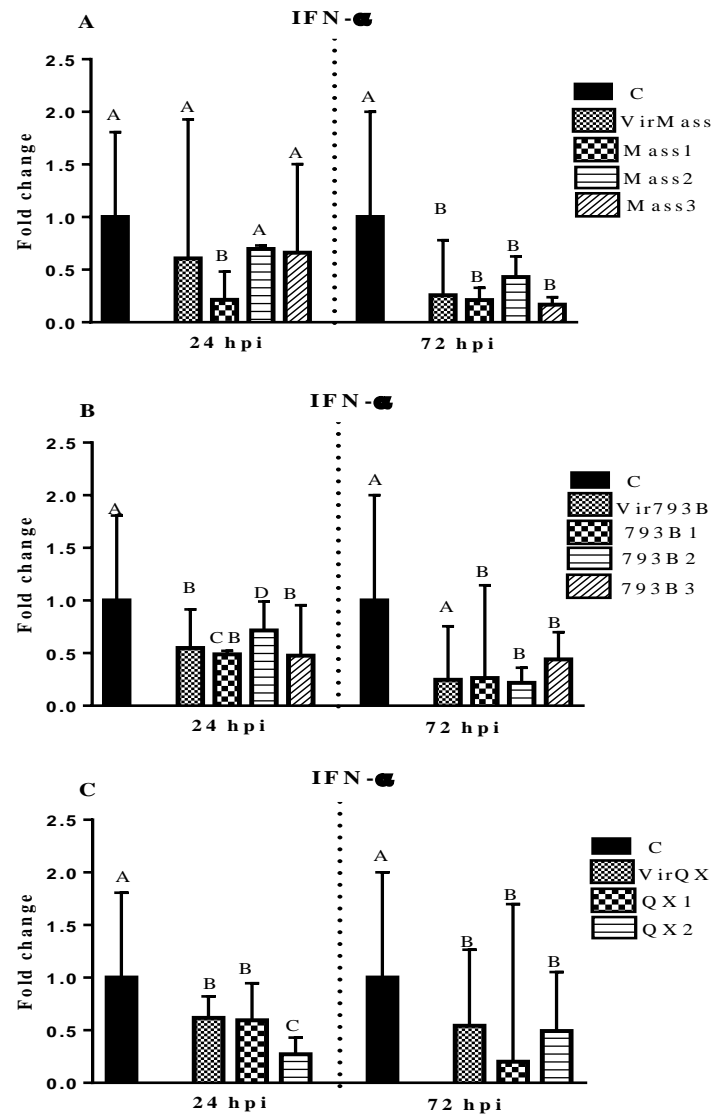 A
IFN-α
2.5
2.0
1.5
1.0
0.5
0.0
Fold change
A A B A A A B B B B
24 hpi 72 hpi
C
VirMass
Mass1
Mass2
Mass3
B
IFN-α
2.5
2.0
1.5
1.0
0.5
0.0
Fold change
A B CB D B A A B B B
24 hpi 72 hpi
C
Vir793B
793B1
793B2
793B3
C
IFN-α
2.5
2.0
1.5
1.0
0.5
0.0
Fold change
A B B C A B B B
24 hpi 72 hpi
C
VirQX
QX1
QX2